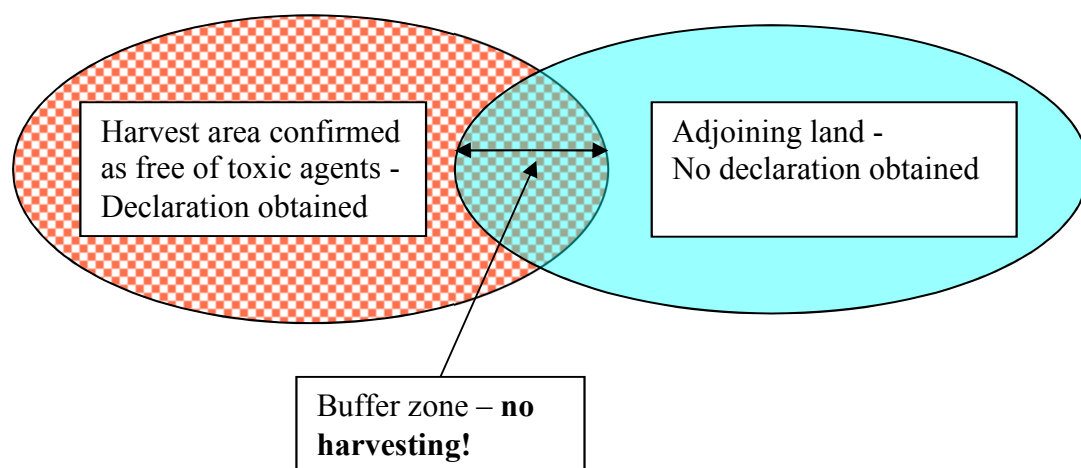 Harvest area confirmed
as free of toxic agents -
Declaration obtained
Adjoining land -
No declaration obtained
Buffer zone – no
harvesting!